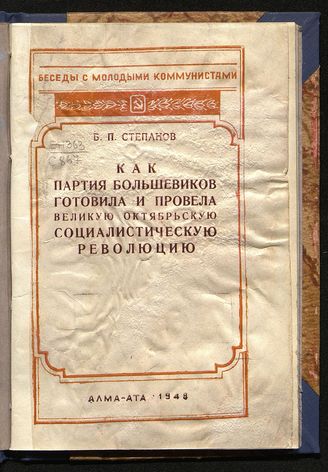 БЕСЕДЫ С МОЛОДЫМИ КОММУНИСТАМИ
Б. П. СТЕПАНОВ
КАК
ПАРТИЯ БОЛЬШЕВИКОВ
ГОТОВИЛА И ПРОВЕЛА
ВЕЛИКУЮ ОКТЯБРЬСКУЮ
СОЦИАЛИСТИЧЕСКУЮ
РЕВОЛЮЦИЮ
АЛМА-АТА 1948